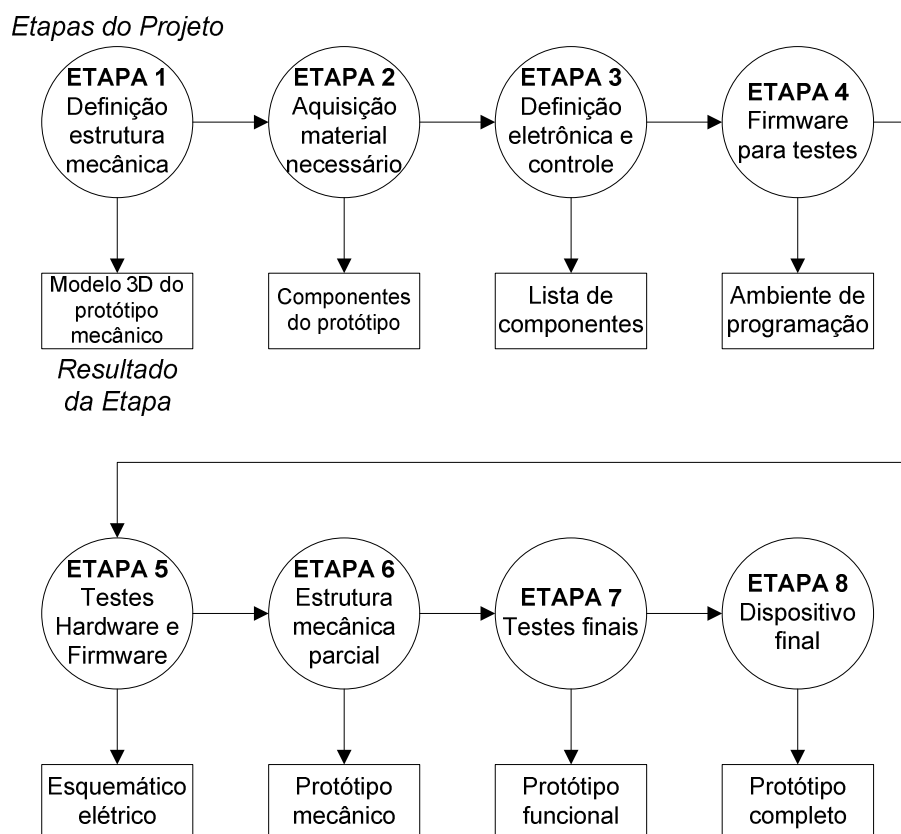 Etapas do Projeto
ETAPA 1
Definição
estrutura
mecânica
ETAPA 2
Aquisição
material
necessário
ETAPA 3
Definição
eletrônica e
controle
ETAPA 4
Firmware
para testes
Modelo 3D do
protótipo
mecânico
Componentes
do protótipo
Lista de
componentes
Ambiente de
programação
Resultado
da Etapa
ETAPA 5
Testes
Hardware e
Firmware
ETAPA 6
Estrutura
mecânica
parcial
ETAPA 7
Testes finais
ETAPA 8
Dispositivo
final
Esquemático
elétrico
Protótipo
mecânico
Protótipo
funcional
Protótipo
completo